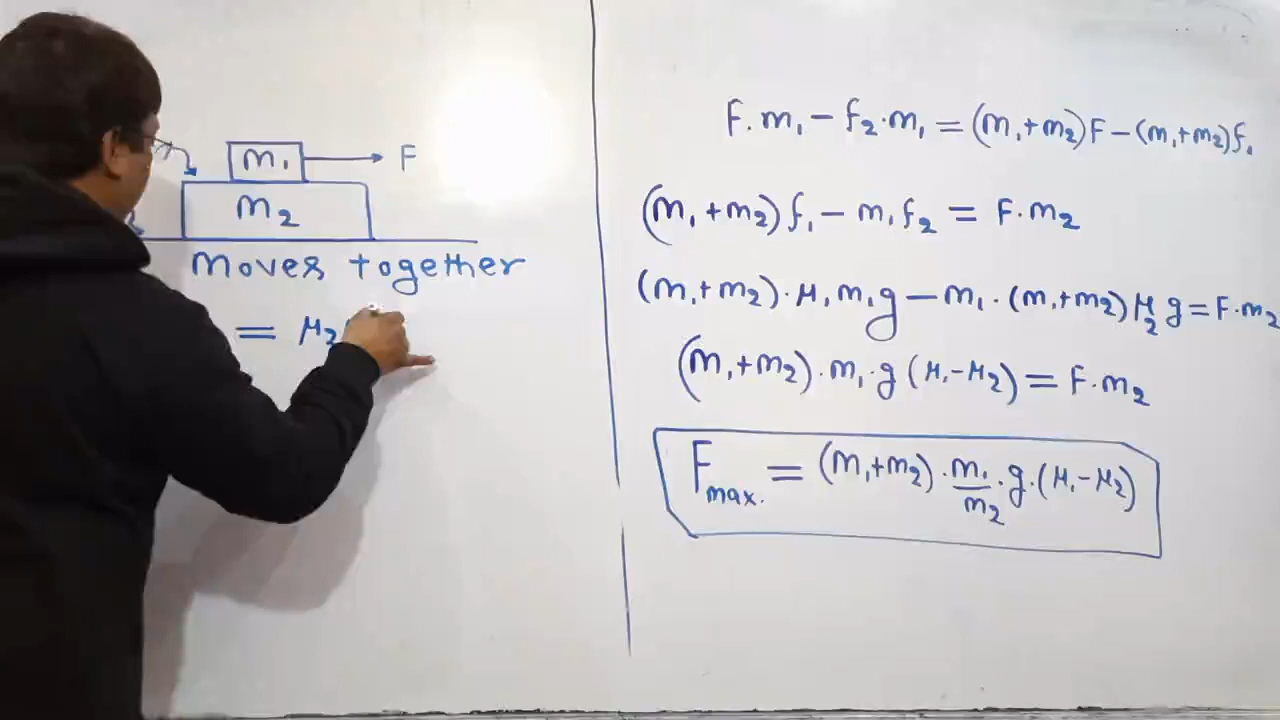 m₁ → F
m₂
moves together
= μ₂
F.m₁ - f₂.m₁ = (m₁+m₂)F - (m₁+m₂)f₁
(m₁+m₂)f₁ - m₁f₂ = F.m₂
(m₁+m₂).μ₁m₁g - m₁.(m₁+m₂)μ₂g = F.m₂
(m₁+m₂).m₁.g(μ₁-μ₂) = F.m₂
Fmax. = (m₁+m₂).m₁/m₂.g.(μ₁-μ₂)